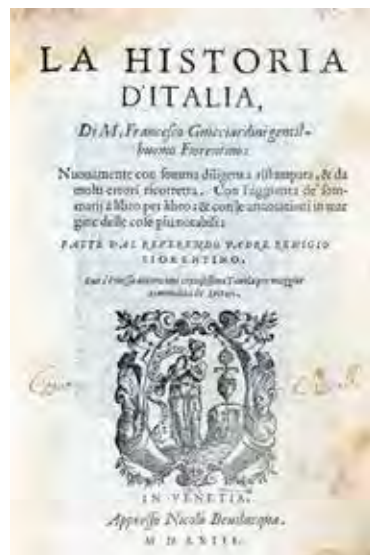 LA HISTORIA
D'ITALIA,
Di M. Francesco Guicciardini gentil-
huomo Fiorentino:
Nuouamente con somma diligenza ristampata, & da
molti errori ricorretta. Con l'aggiunta de' som-
marii à libro per libro: & con le annotationi in mar
gine delle cose piu notabili:
FATTE DAL REVERENDO PADRE REMIGIO
FIORENTINO.
IN VENETIA,
Appresso Nicolò Beuilacqua.
M D LXIII.